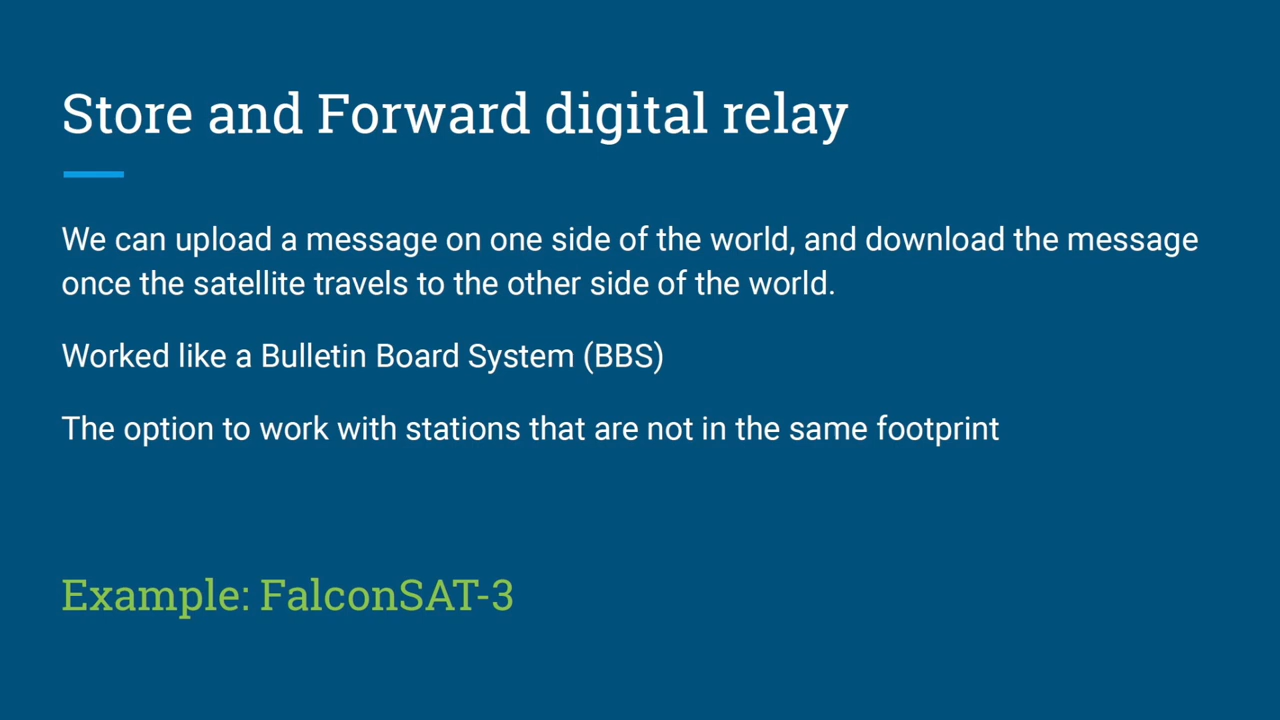 Store and Forward digital relay
We can upload a message on one side of the world, and download the message
once the satellite travels to the other side of the world.
Worked like a Bulletin Board System (BBS)
The option to work with stations that are not in the same footprint
Example: FalconSAT-3